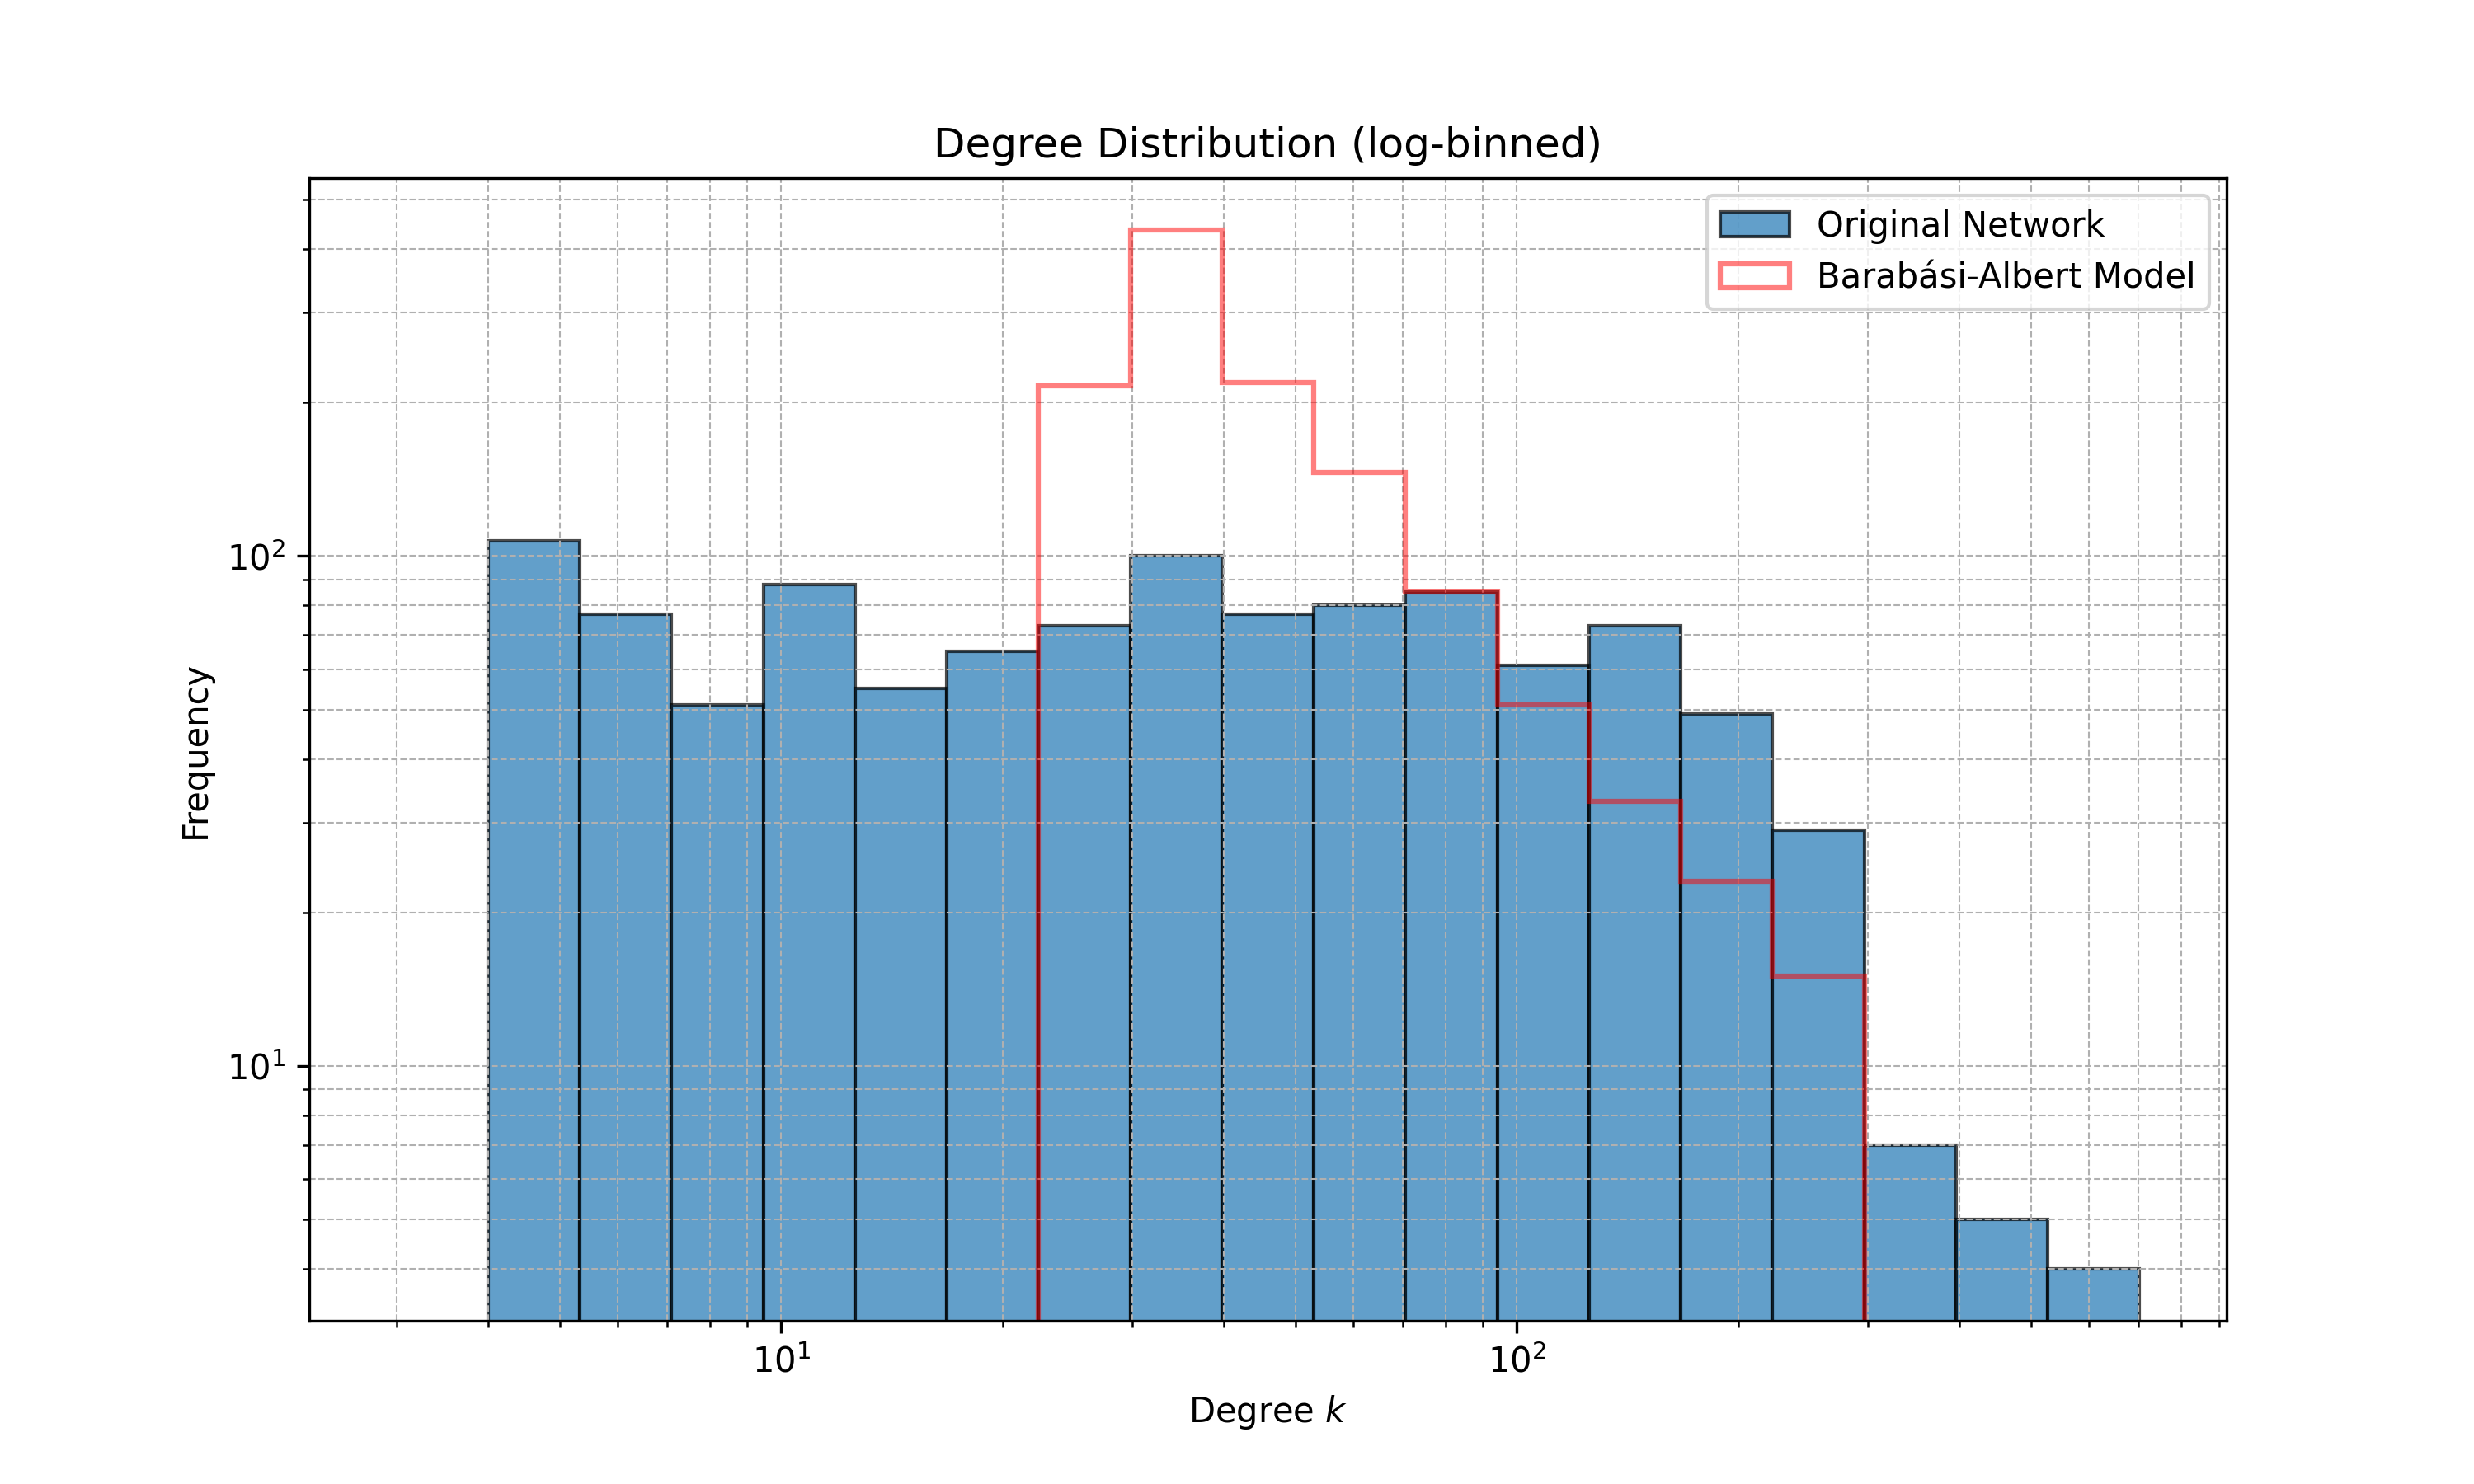 Degree Distribution (log-binned)
Original Network
Barabási-Albert Model
Frequency
10²
10¹
10¹ 10²
Degree k